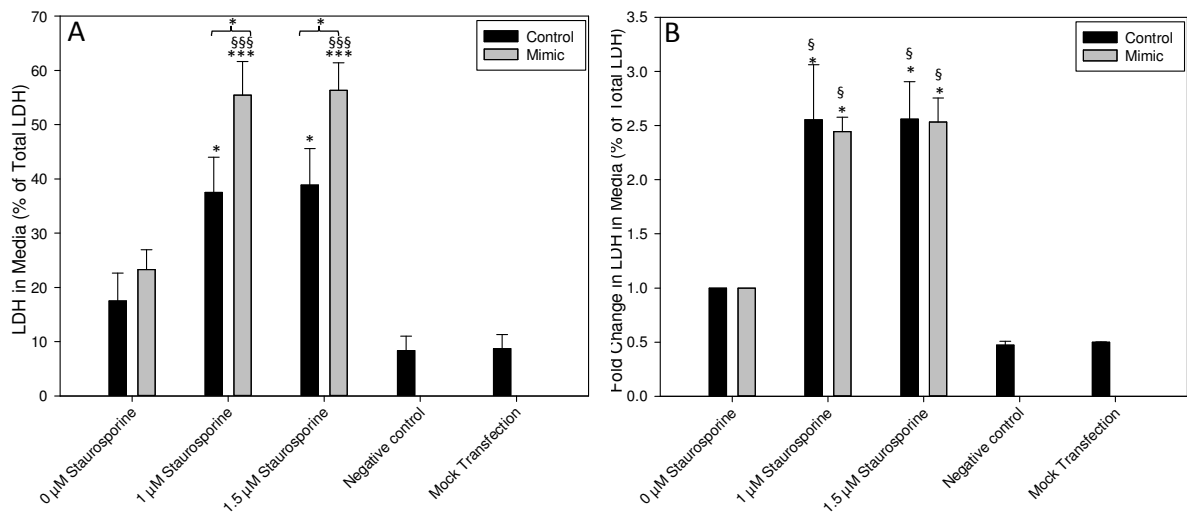 A
LDH in Media (% of Total LDH)
70
60
50
40
30
20
10
0
Control
Mimic
*
*
§§§
***
§§§
***
*
*
0 µM Staurosporine
1 µM Staurosporine
1.5 µM Staurosporine
Negative control
Mock Transfection
B
Fold Change in LDH in Media (% of Total LDH)
3.5
3.0
2.5
2.0
1.5
1.0
0.5
0.0
Control
Mimic
§
*
§
*
§
*
§
*
0 µM Staurosporine
1 µM Staurosporine
1.5 µM Staurosporine
Negative control
Mock Transfection